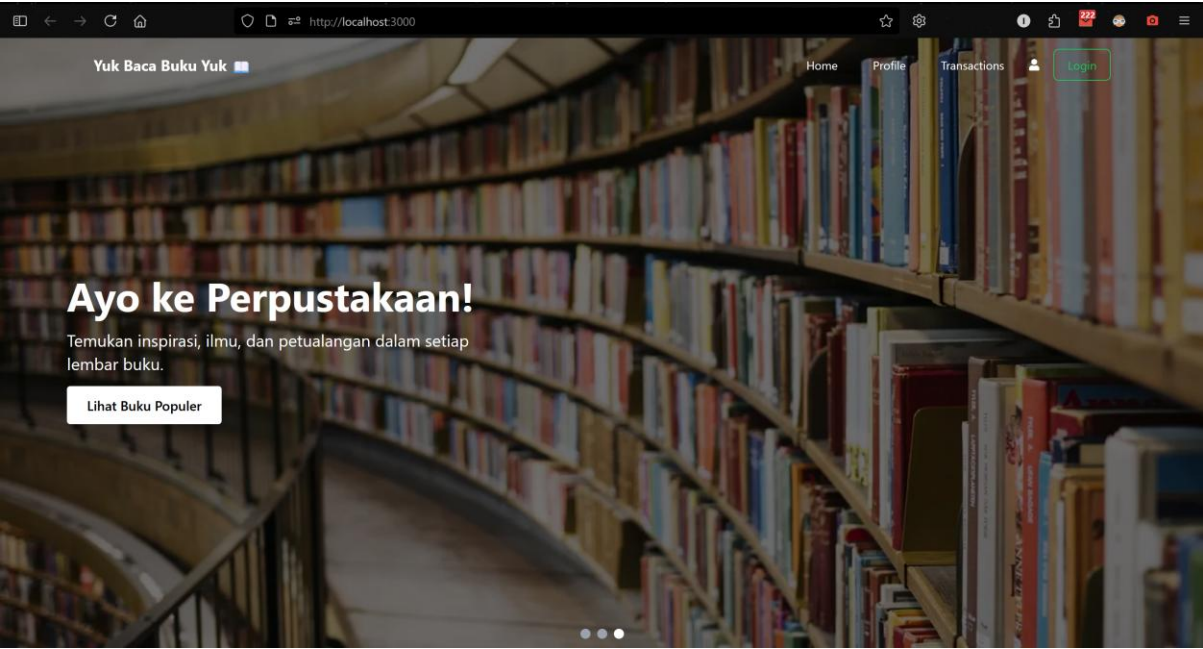 http://localhost:3000
222
Yuk Baca Buku Yuk
Home
Profile
Transactions
Login
Ayo ke Perpustakaan!
Temukan inspirasi, ilmu, dan petualangan dalam setiap
lembar buku.
Lihat Buku Populer